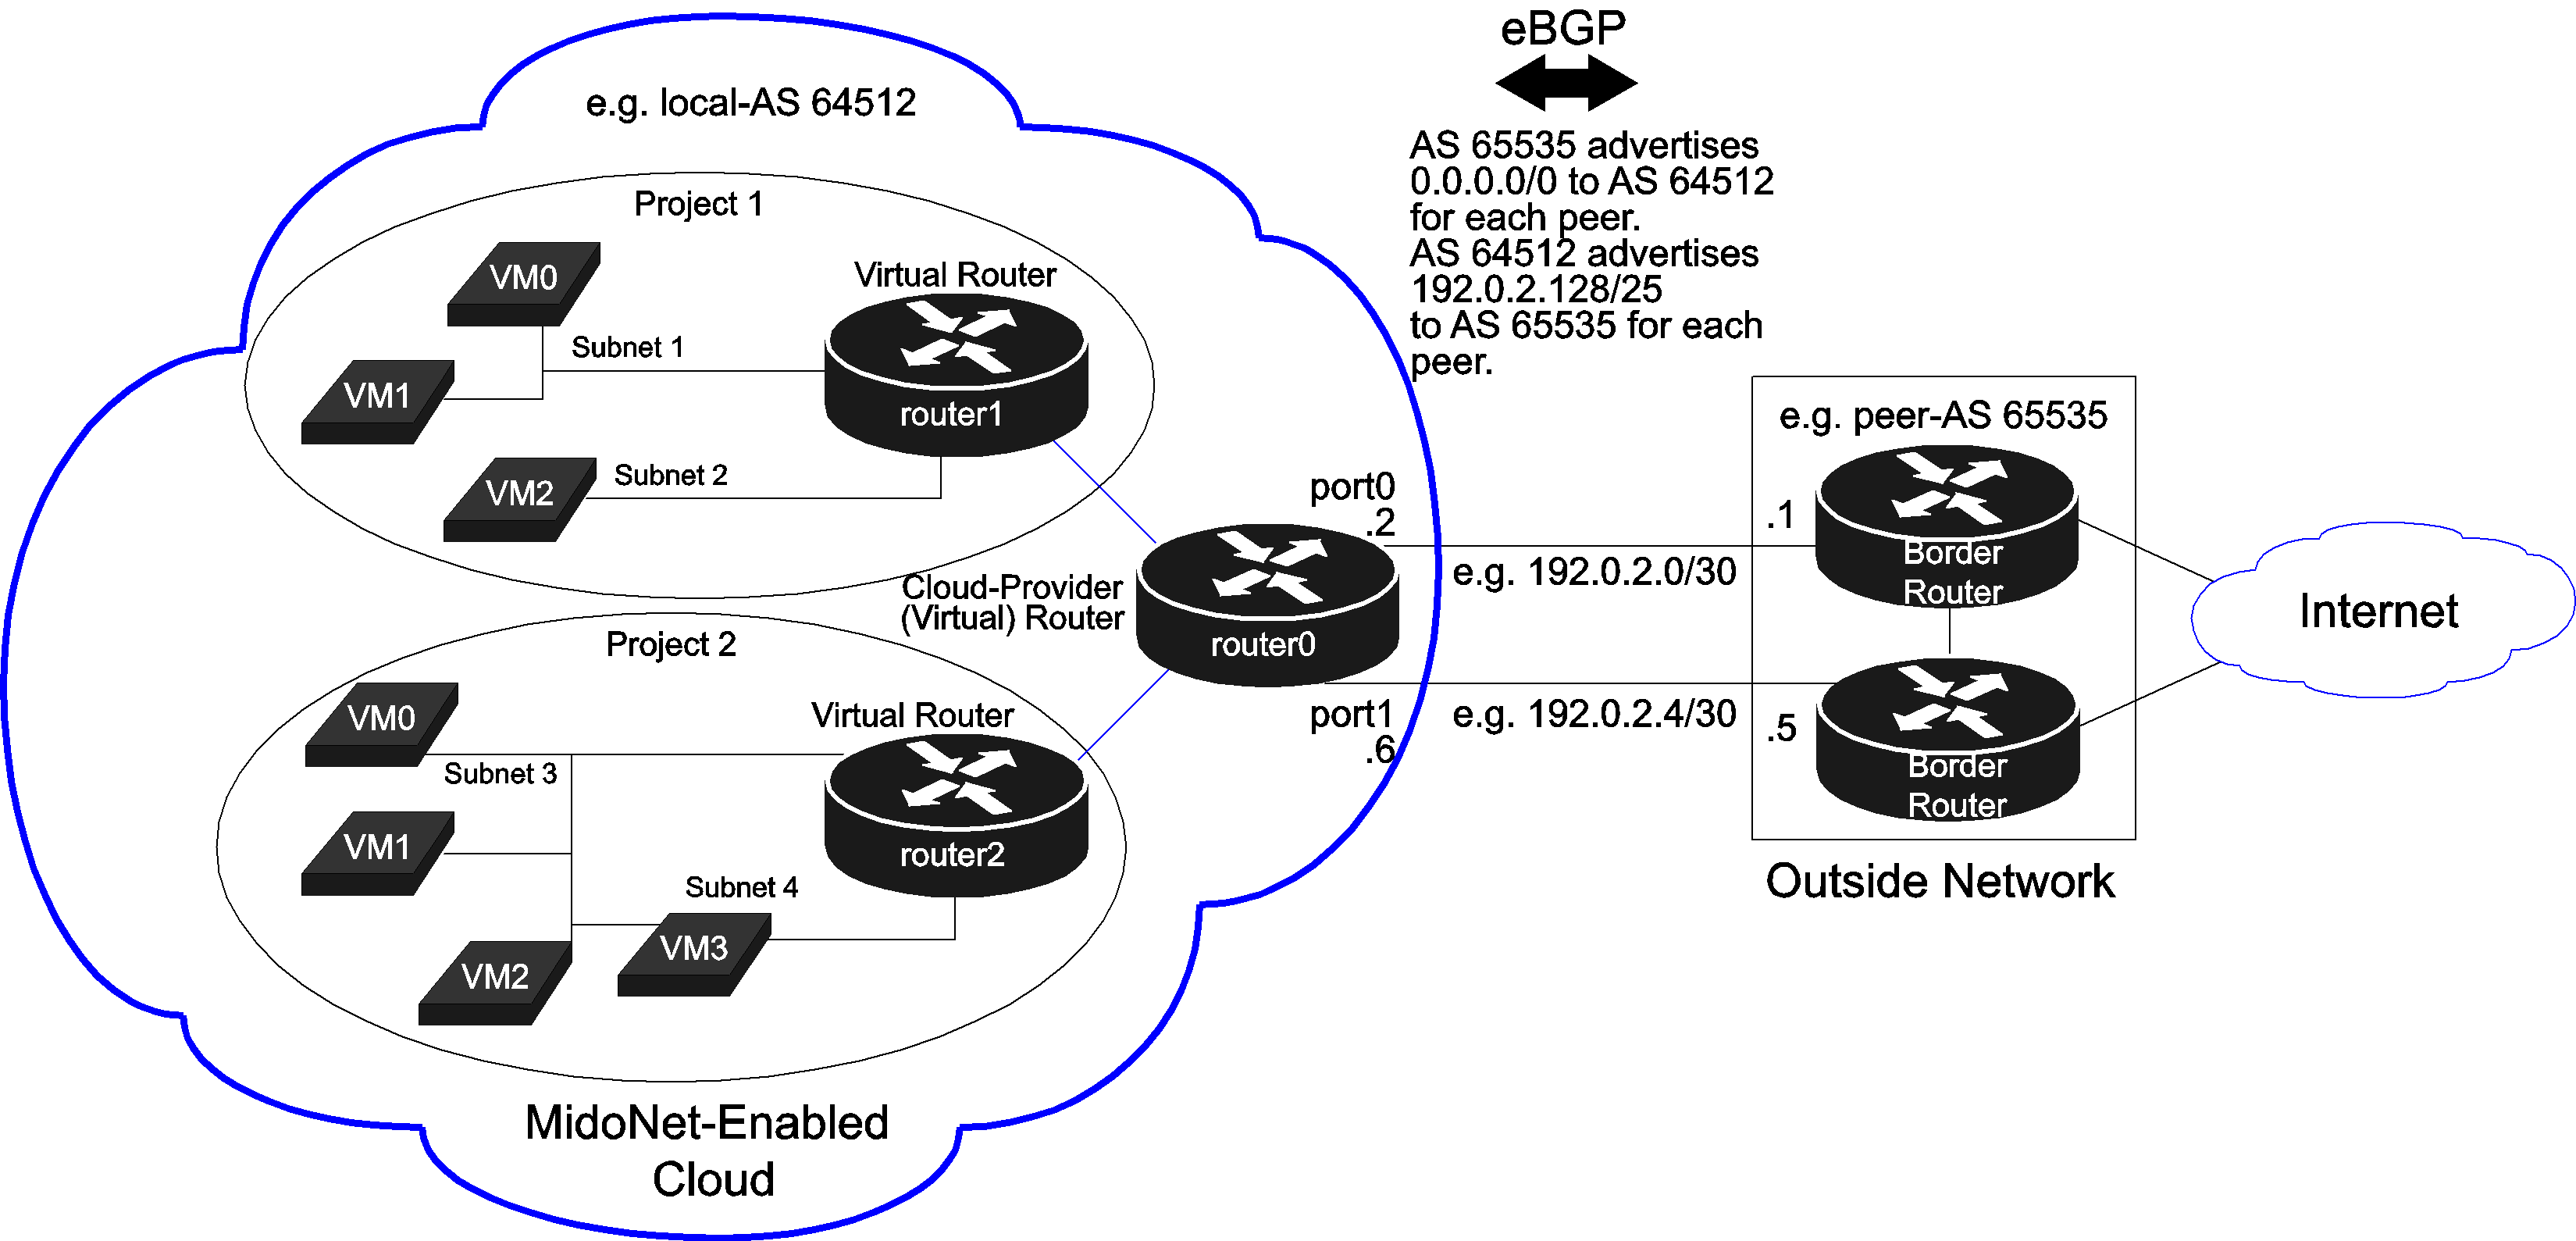 eBGP
e.g. local-AS 64512
AS 65535 advertises
0.0.0.0/0 to AS 64512
for each peer.
AS 64512 advertises
192.0.2.128/25
to AS 65535 for each
peer.
Project 1
VM0
Virtual Router
Subnet 1
VM1
router1
Subnet 2
VM2
e.g. peer-AS 65535
port0
.2
.1
Border
Router
e.g. 192.0.2.0/30
Cloud-Provider
(Virtual) Router
router0
Internet
Project 2
VM0
Virtual Router
port1
.6
e.g. 192.0.2.4/30
.5
Border
Router
Subnet 3
VM1
router2
Subnet 4
VM3
VM2
Outside Network
MidoNet-Enabled
Cloud